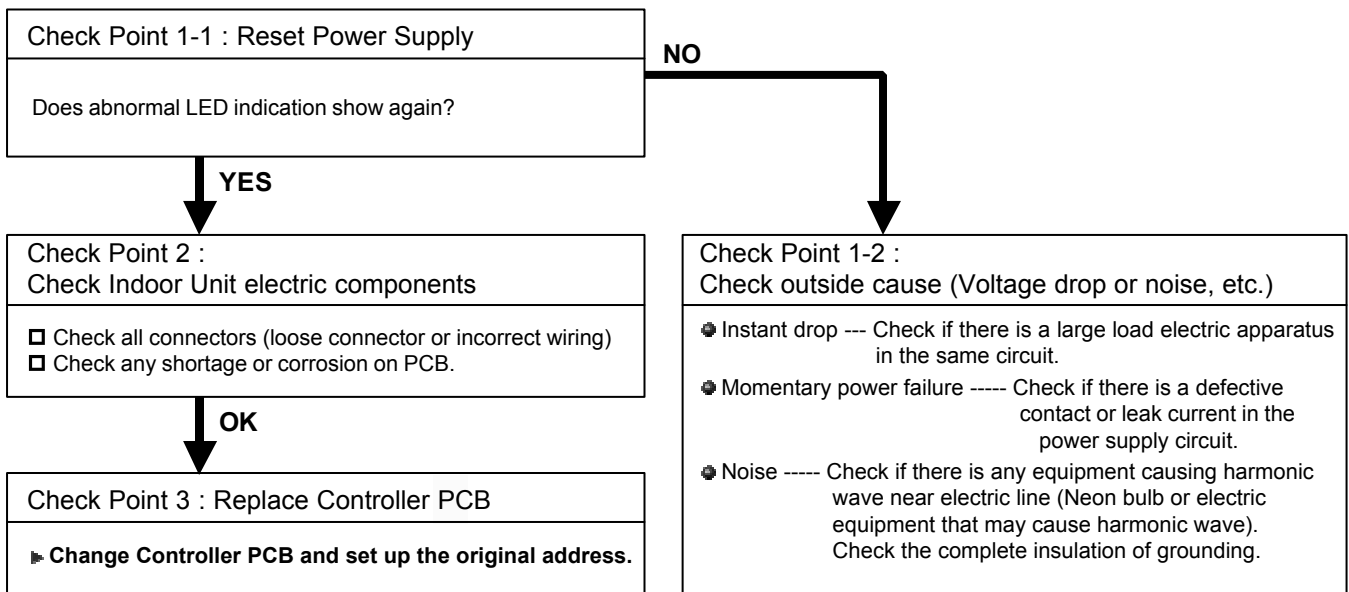 Check Point 1-1 : Reset Power Supply
Does abnormal LED indication show again?
NO
YES
Check Point 2 :
Check Indoor Unit electric components
Check all connectors (loose connector or incorrect wiring)
Check any shortage or corrosion on PCB.
OK
Check Point 3 : Replace Controller PCB
Change Controller PCB and set up the original address.
Check Point 1-2 :
Check outside cause (Voltage drop or noise, etc.)
Instant drop --- Check if there is a large load electric apparatus
in the same circuit.
Momentary power failure ----- Check if there is a defective
contact or leak current in the
power supply circuit.
Noise ----- Check if there is any equipment causing harmonic
wave near electric line (Neon bulb or electric
equipment that may cause harmonic wave).
Check the complete insulation of grounding.